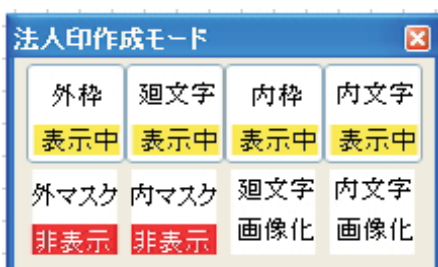 法人印作成モード
外枠 廻文字 内枠 内文字
表示中 表示中 表示中 表示中
外マスク 内マスク 廻文字 内文字
非表示 非表示 画像化 画像化